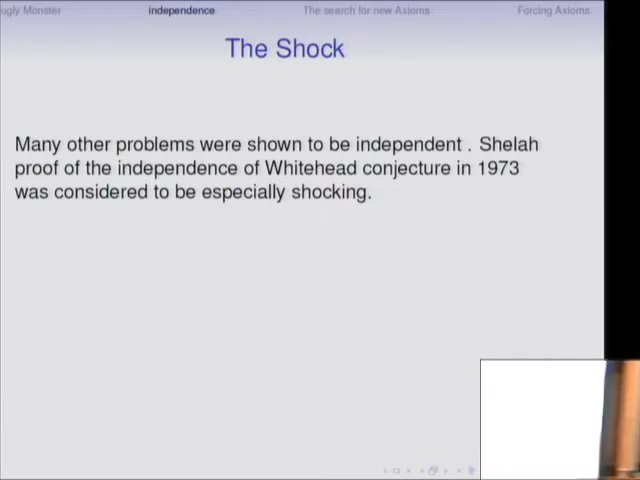 ugly Monster independence The search for new Axioms Forcing Axioms
The Shock
Many other problems were shown to be independent . Shelah
proof of the independence of Whitehead conjecture in 1973
was considered to be especially shocking.